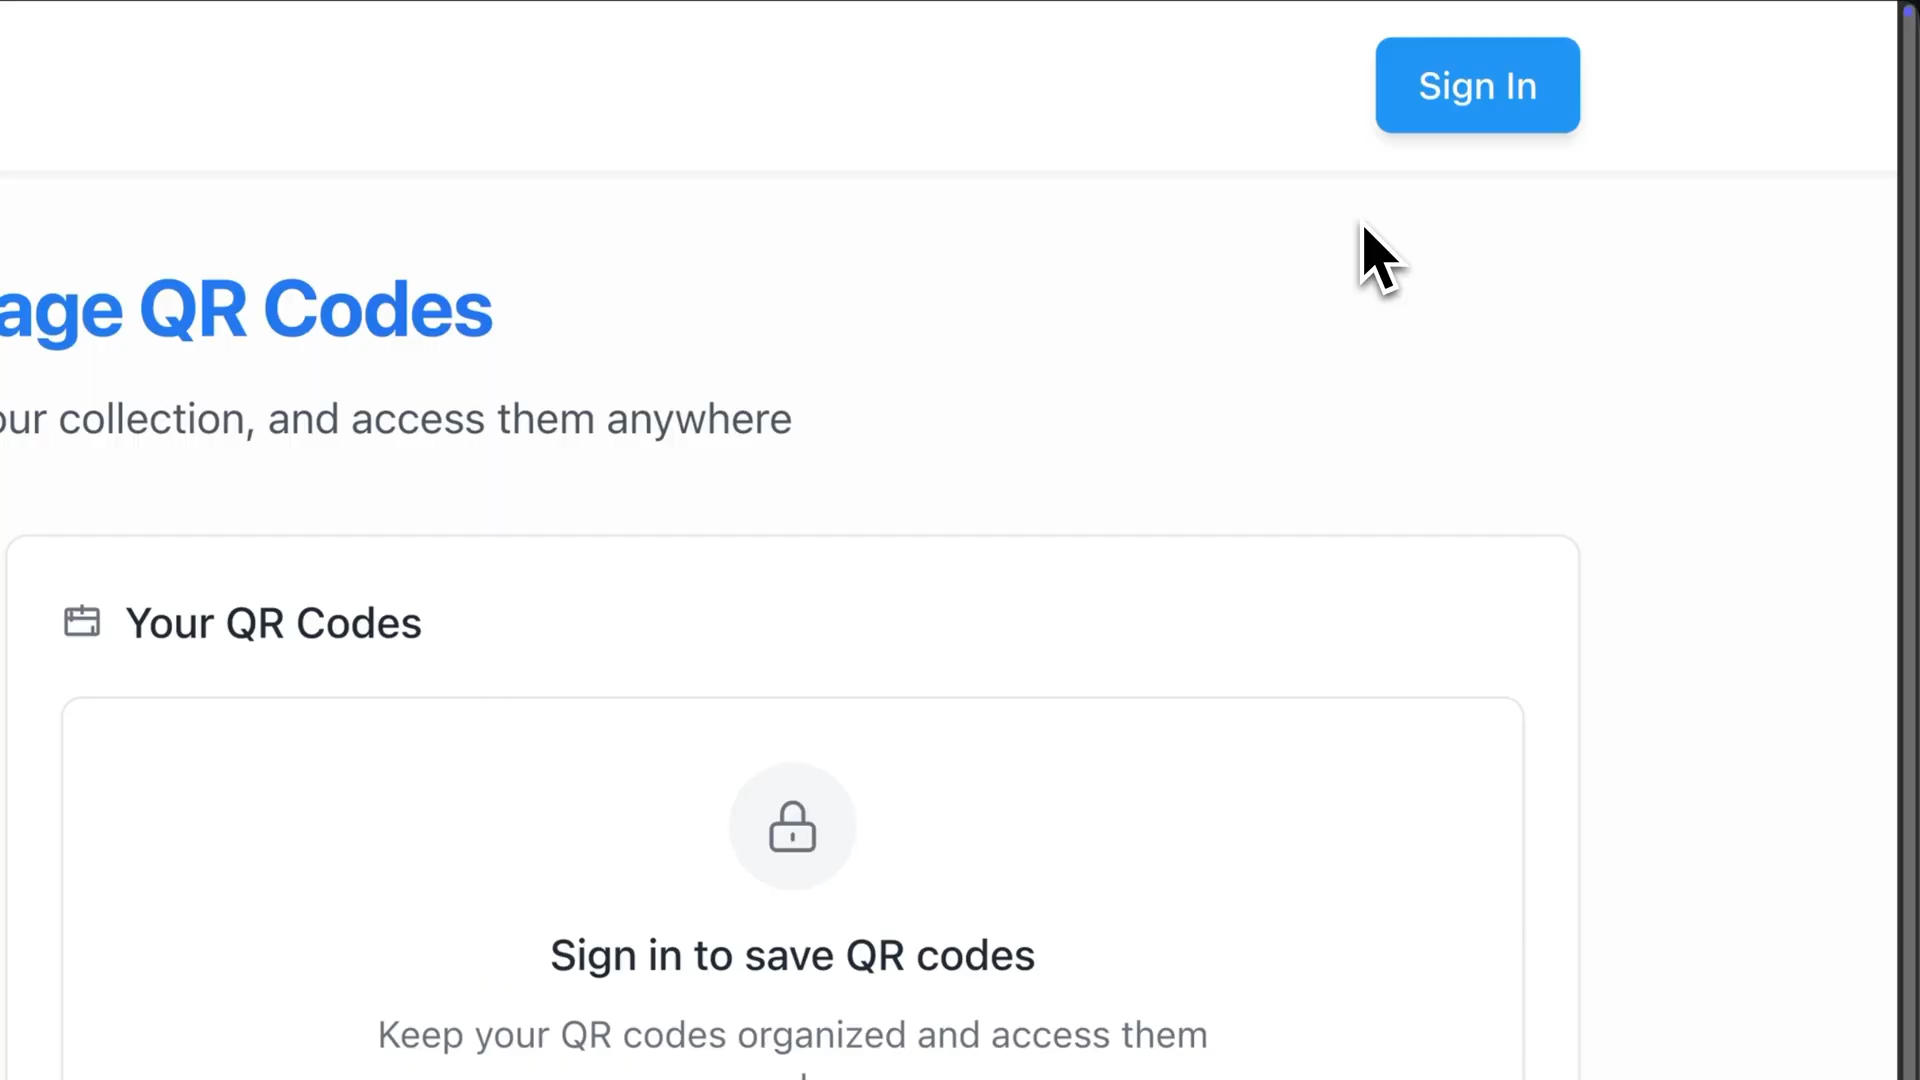 Sign In
age QR Codes
our collection, and access them anywhere
Your QR Codes
Sign in to save QR codes
Keep your QR codes organized and access them